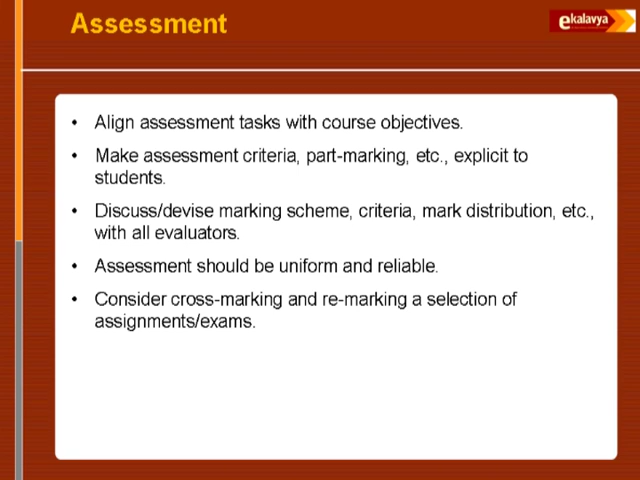 Assessment
ekalavya
• Align assessment tasks with course objectives.
• Make assessment criteria, part-marking, etc., explicit to
students.
• Discuss/devise marking scheme, criteria, mark distribution, etc.,
with all evaluators.
• Assessment should be uniform and reliable.
• Consider cross-marking and re-marking a selection of
assignments/exams.